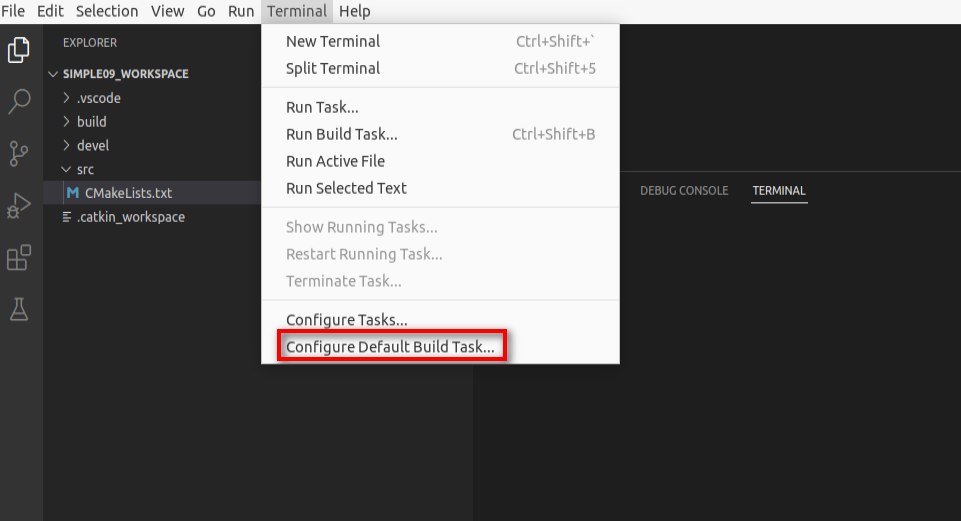 File Edit Selection View Go Run Terminal Help
EXPLORER
SIMPLE09_WORKSPACE
.vscode
build
devel
src
CMakeLists.txt
.catkin_workspace
New Terminal Ctrl+Shift+`
Split Terminal Ctrl+Shift+5
Run Task...
Run Build Task... Ctrl+Shift+B
Run Active File
Run Selected Text
Show Running Tasks...
Restart Running Task...
Terminate Task...
Configure Tasks...
Configure Default Build Task...
DEBUG CONSOLE TERMINAL